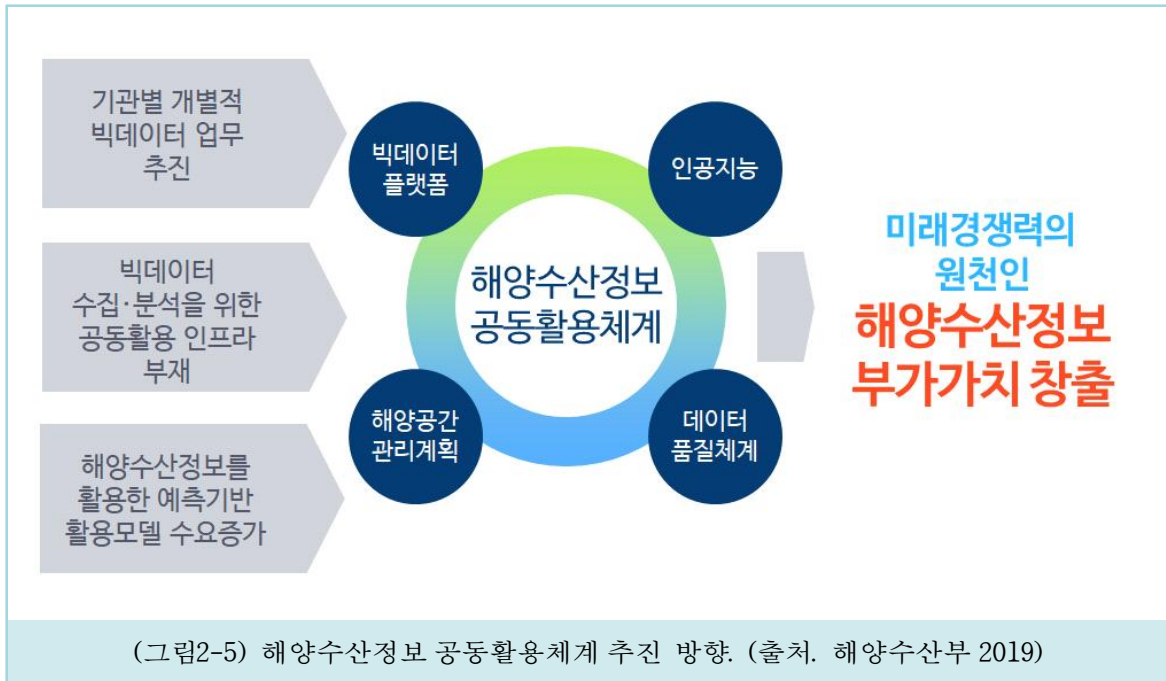 기관별 개별적
빅데이터 업무
추진
빅데이터
수집·분석을 위한
공동활용 인프라
부재
해양수산정보를
활용한 예측기반
활용모델 수요증가
빅데이터
플랫폼
인공지능
해양수산정보
공동활용체계
해양공간
관리계획
데이터
품질체계
미래경쟁력의
원천인
해양수산정보
부가가치 창출
(그림2-5) 해양수산정보 공동활용체계 추진 방향. (출처. 해양수산부 2019)